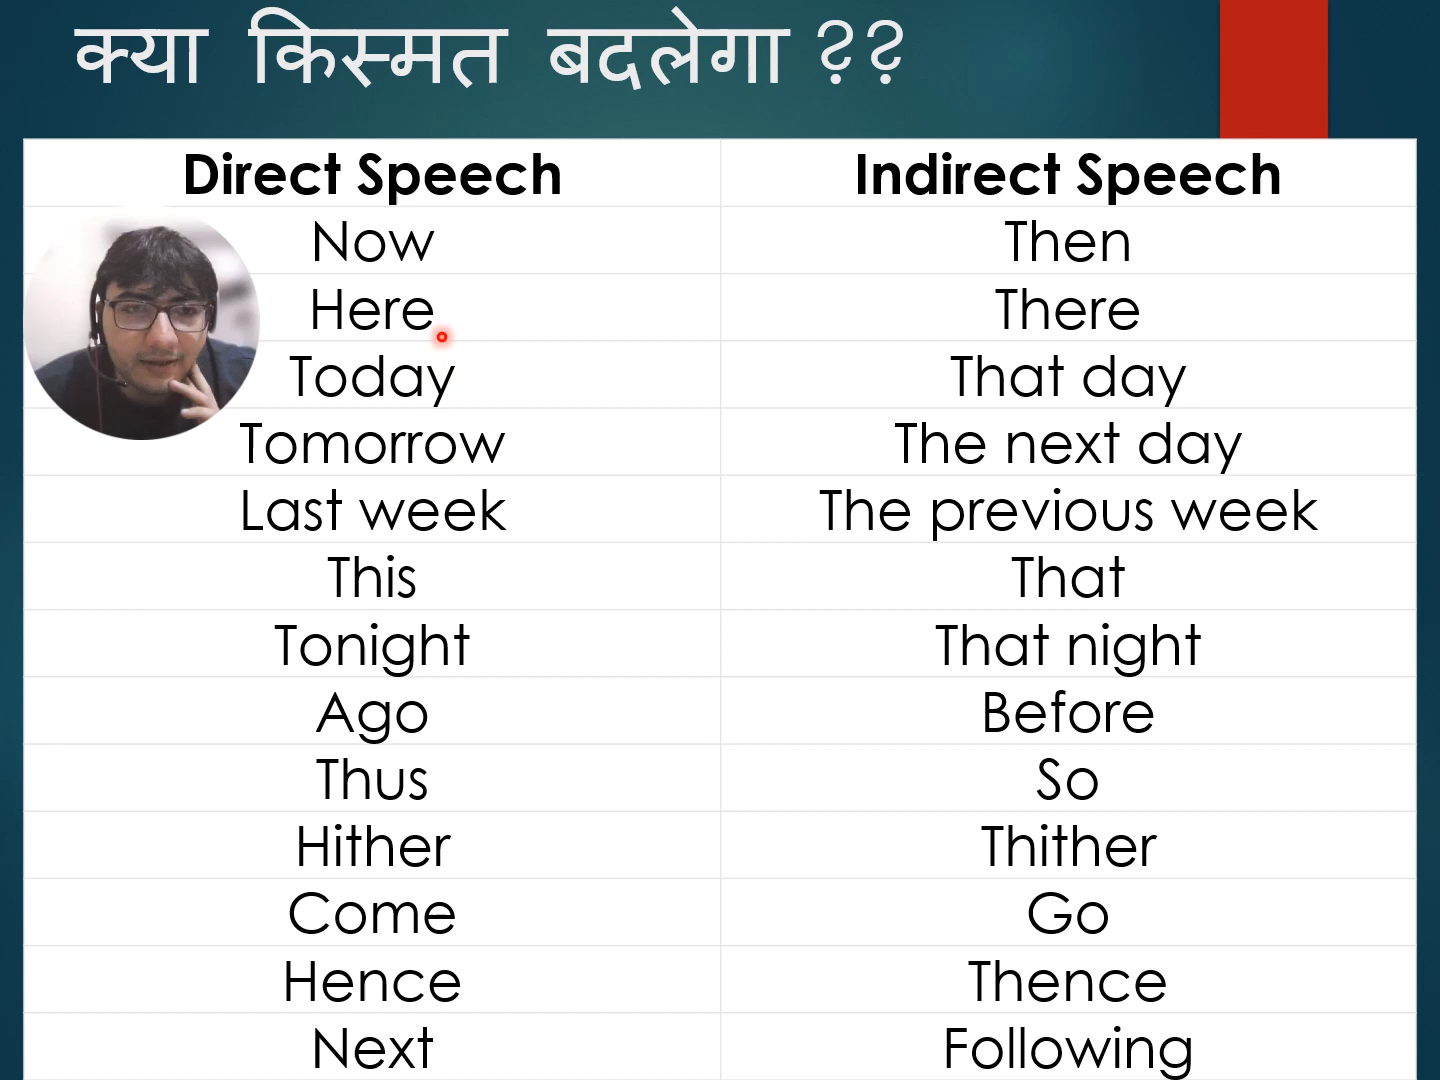 क्या किस्मत बदलेगा ??
Direct Speech Indirect Speech
Now Then
Here There
Today That day
Tomorrow The next day
Last week The previous week
This That
Tonight That night
Ago Before
Thus So
Hither Thither
Come Go
Hence Thence
Next Following